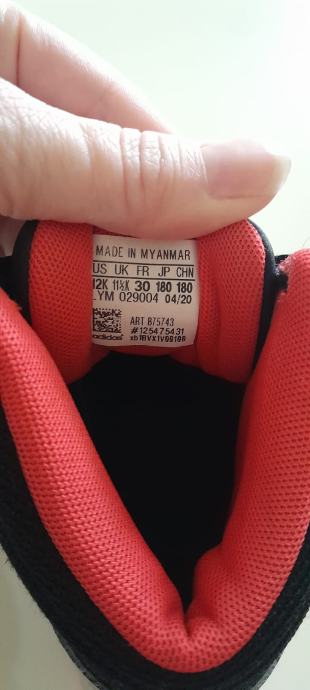 MADE IN MYANMAR
US UK FR JP CHN
12K 11½K 30 180 180
LYM 029004 04/20
ART B75743
#125475431
adidas